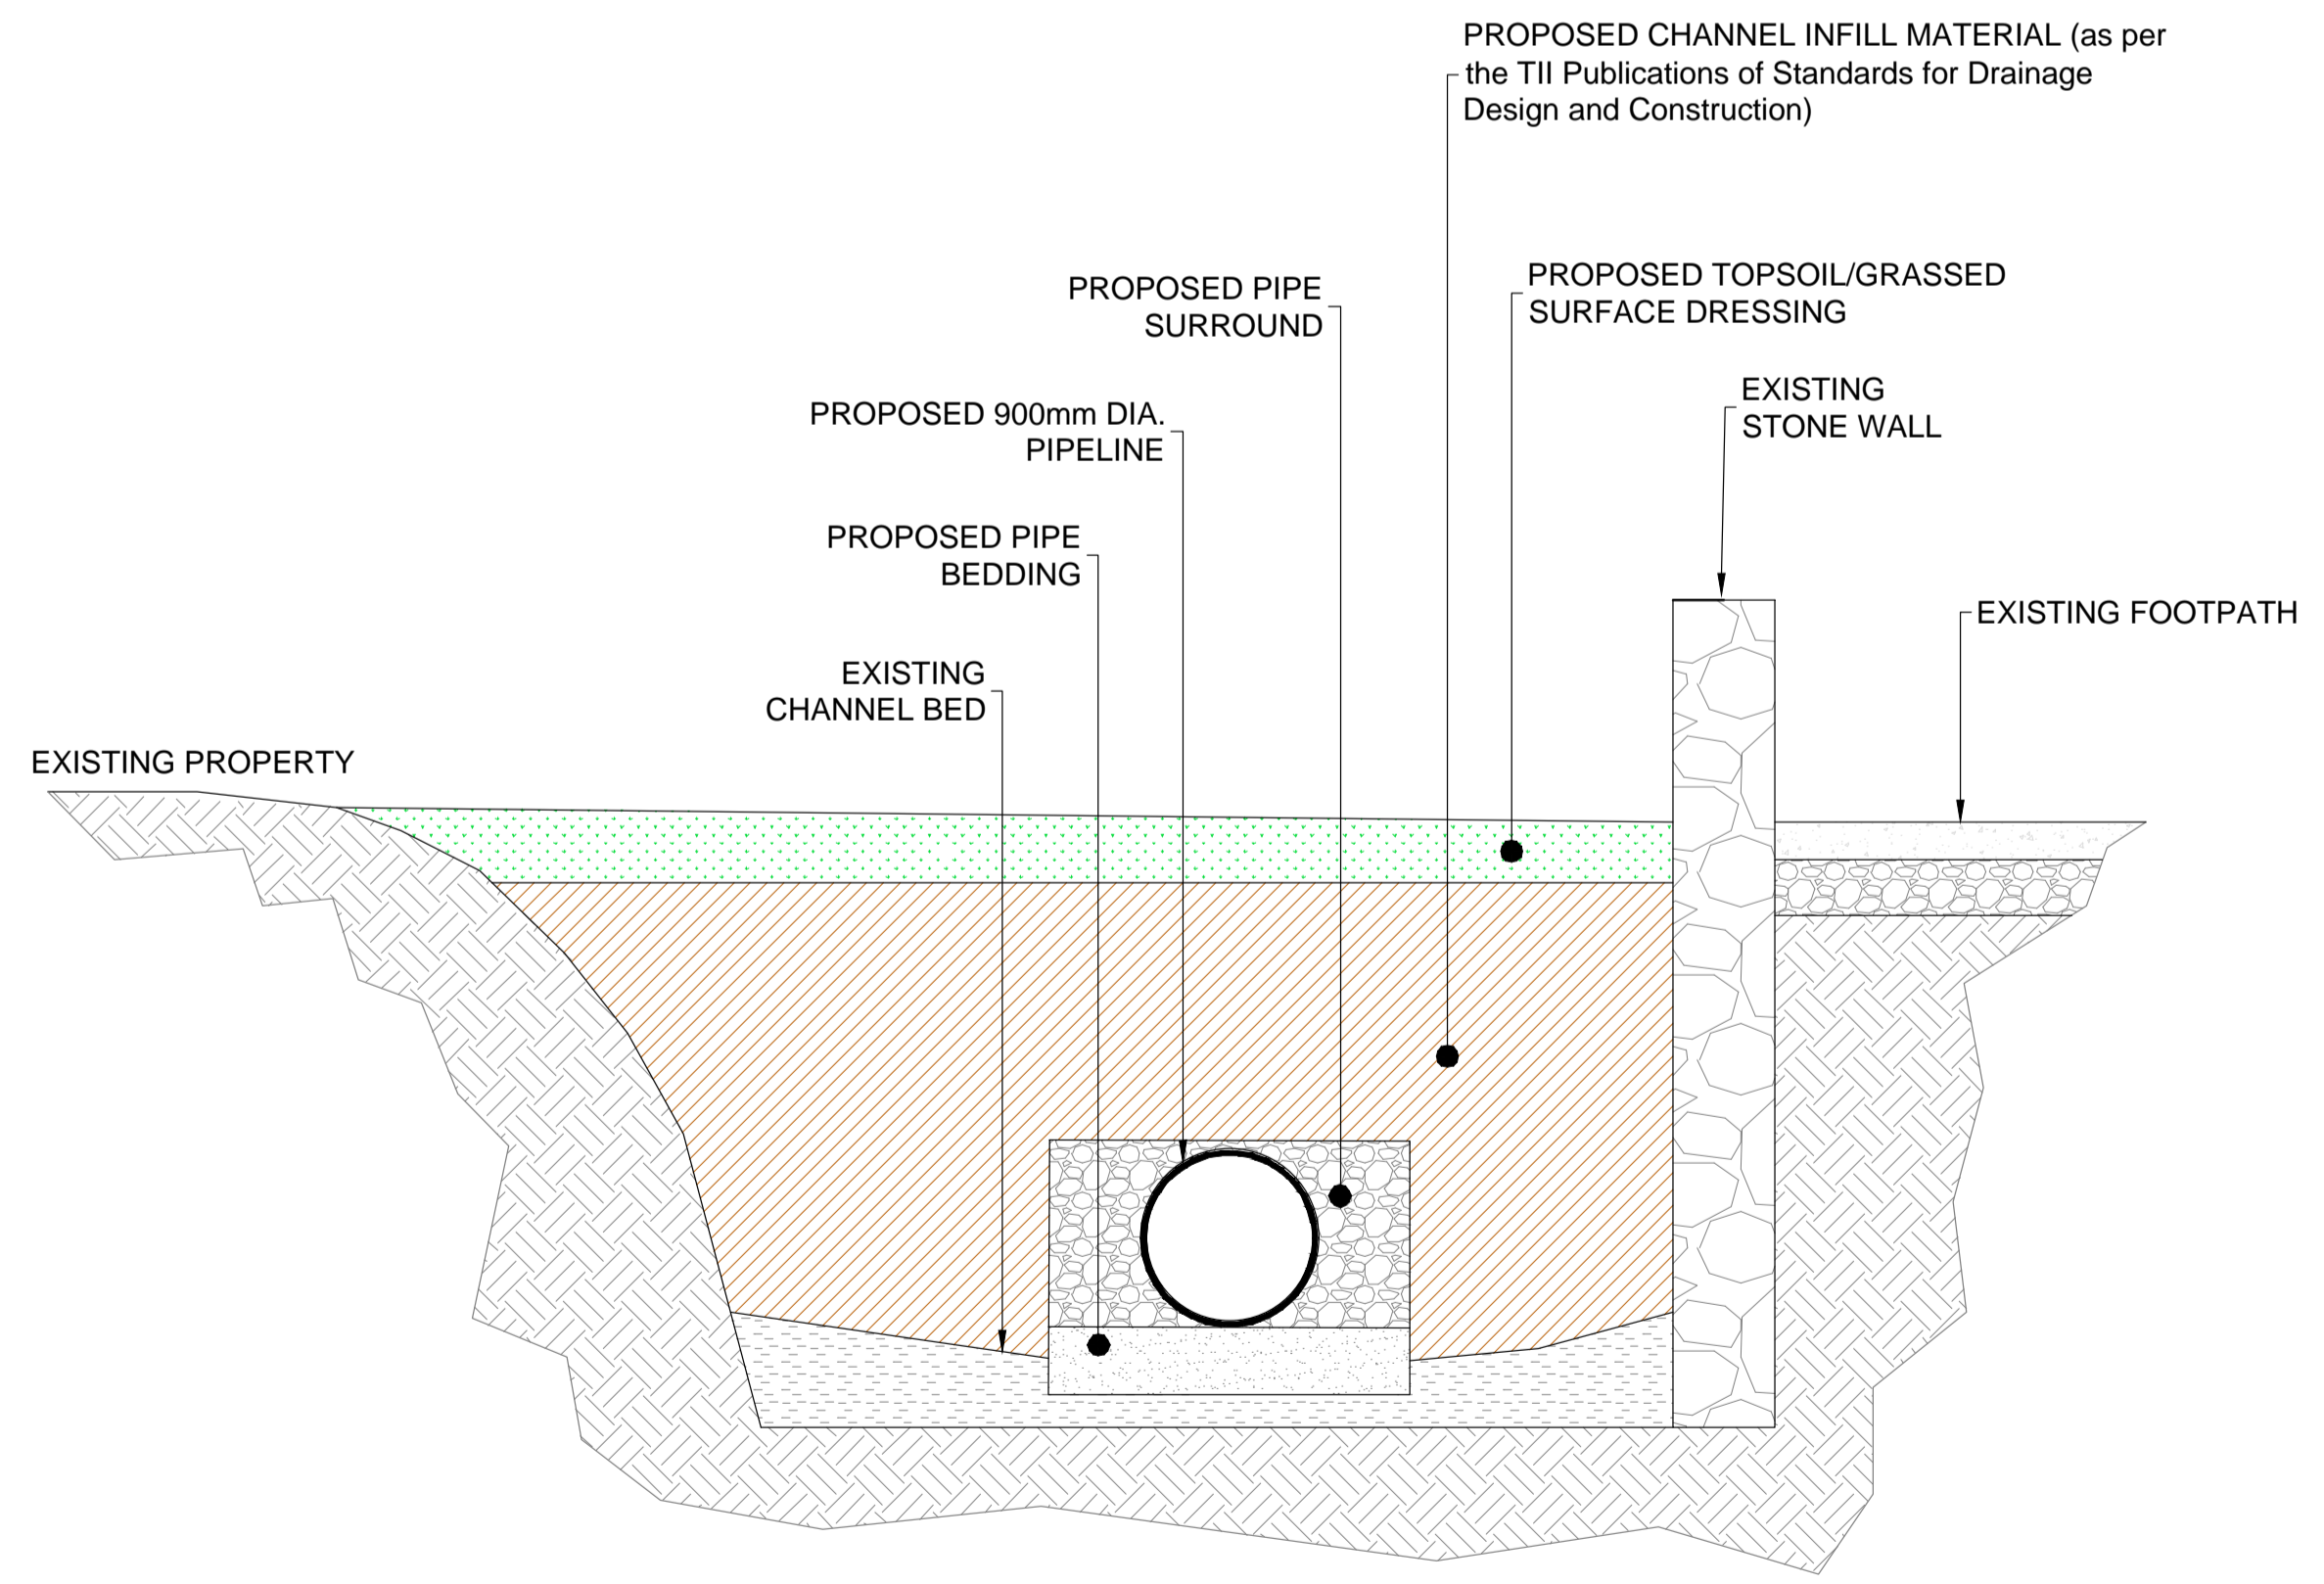 PROPOSED CHANNEL INFILL MATERIAL (as per
the TII Publications of Standards for Drainage
Design and Construction)
PROPOSED TOPSOIL/GRASSED
SURFACE DRESSING
PROPOSED PIPE
SURROUND
EXISTING
STONE WALL
PROPOSED 900mm DIA.
PIPELINE
PROPOSED PIPE
BEDDING
EXISTING FOOTPATH
EXISTING
CHANNEL BED
EXISTING PROPERTY